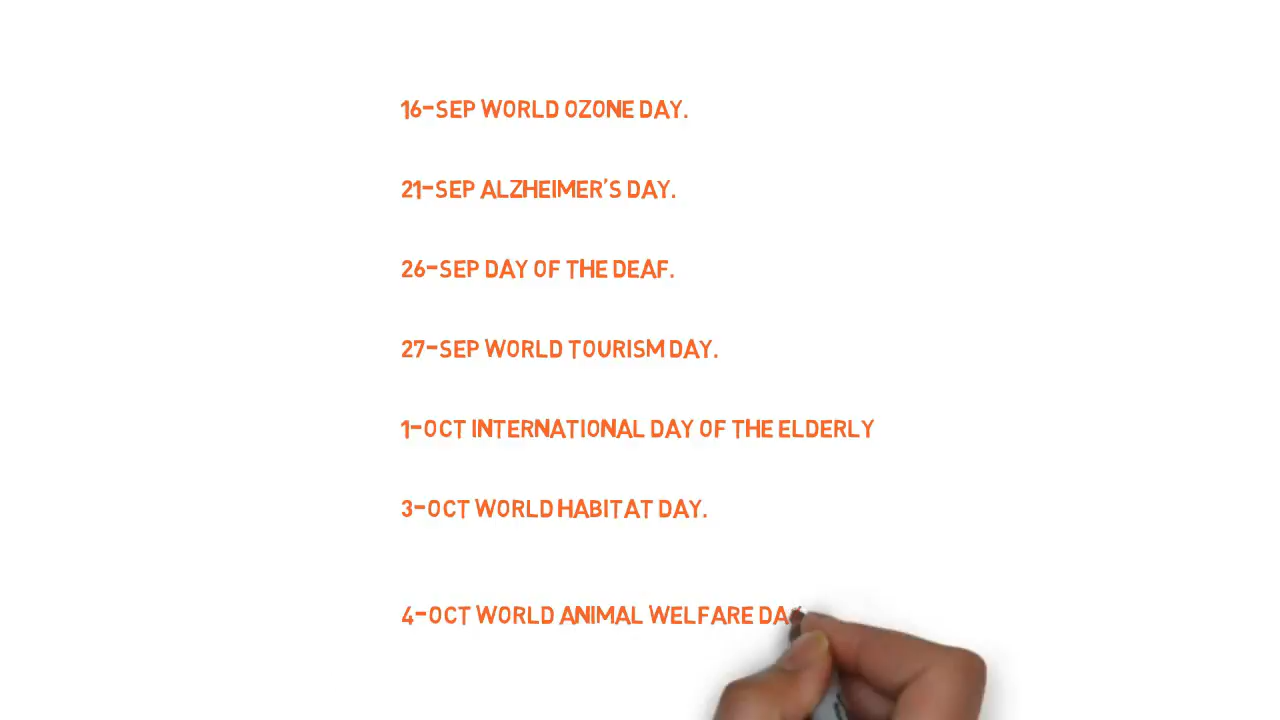 16-SEP WORLD OZONE DAY.
21-SEP ALZHEIMER'S DAY.
26-SEP DAY OF THE DEAF.
27-SEP WORLD TOURISM DAY.
1-OCT INTERNATIONAL DAY OF THE ELDERLY
3-OCT WORLD HABITAT DAY.
4-OCT WORLD ANIMAL WELFARE